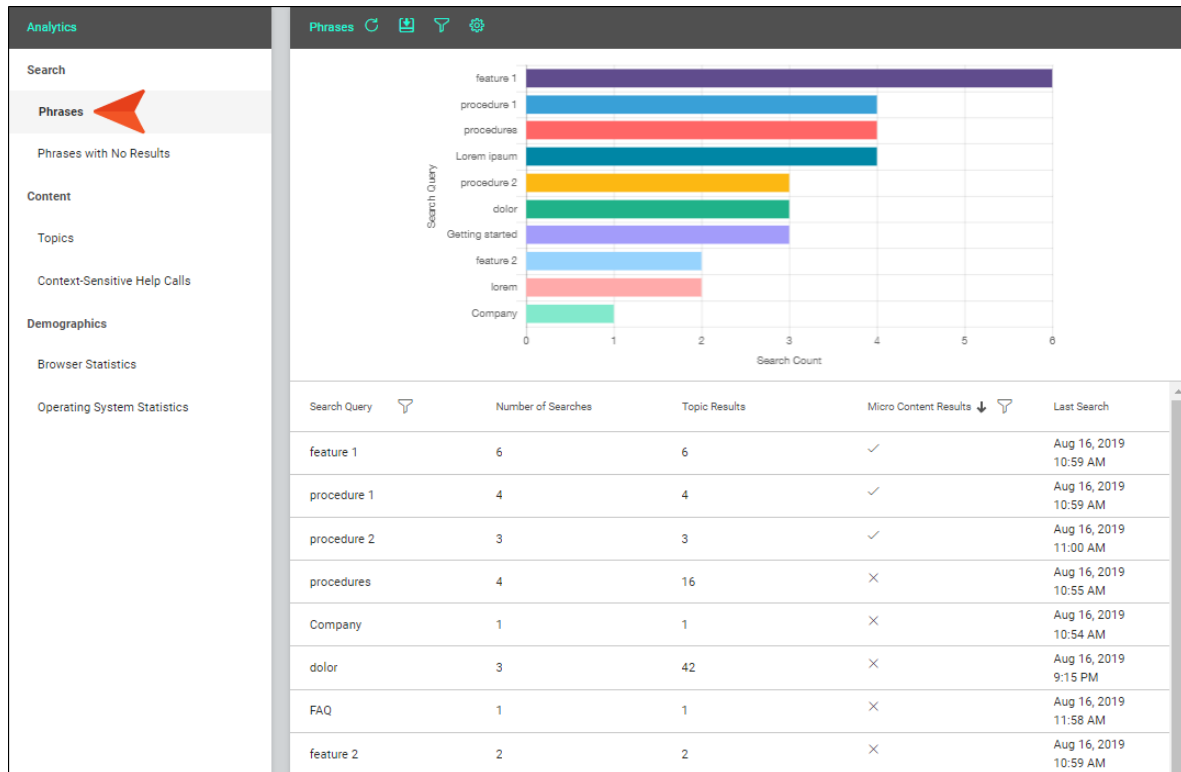 Analytics
Search
Phrases
Phrases with No Results
Content
Topics
Context-Sensitive Help Calls
Demographics
Browser Statistics
Operating System Statistics
Phrases
Search Query
feature 1
procedure 1
procedures
Lorem ipsum
procedure 2
dolor
Getting started
feature 2
lorem
Company
0 1 2 3 4 5 6
Search Count
Search Query Number of Searches Topic Results Micro Content Results Last Search
feature 1 6 6 Aug 16, 2019
10:59 AM
procedure 1 4 4 Aug 16, 2019
10:59 AM
procedure 2 3 3 Aug 16, 2019
11:00 AM
procedures 4 16 Aug 16, 2019
10:55 AM
Company 1 1 Aug 16, 2019
10:54 AM
dolor 3 42 Aug 16, 2019
9:15 PM
FAQ 1 1 Aug 16, 2019
11:58 AM
feature 2 2 2 Aug 16, 2019
10:59 AM